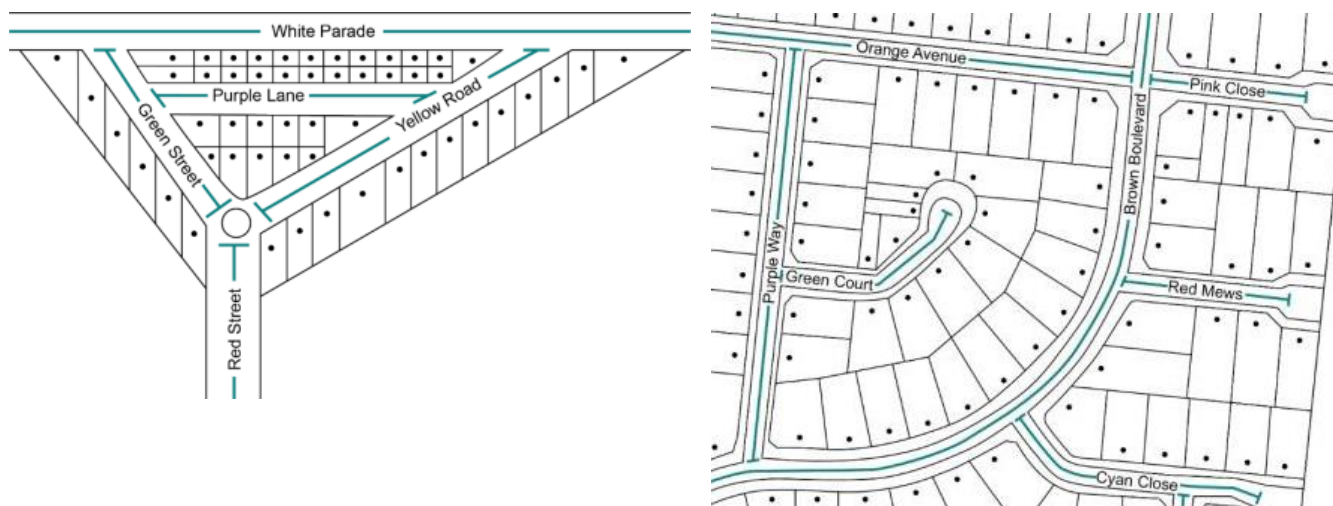 White Parade
Purple Lane
Green Street
Yellow Road
Red Street
Orange Avenue
Pink Close
Brown Boulevard
Purple Way
Green Court
Red Mews
Cyan Close